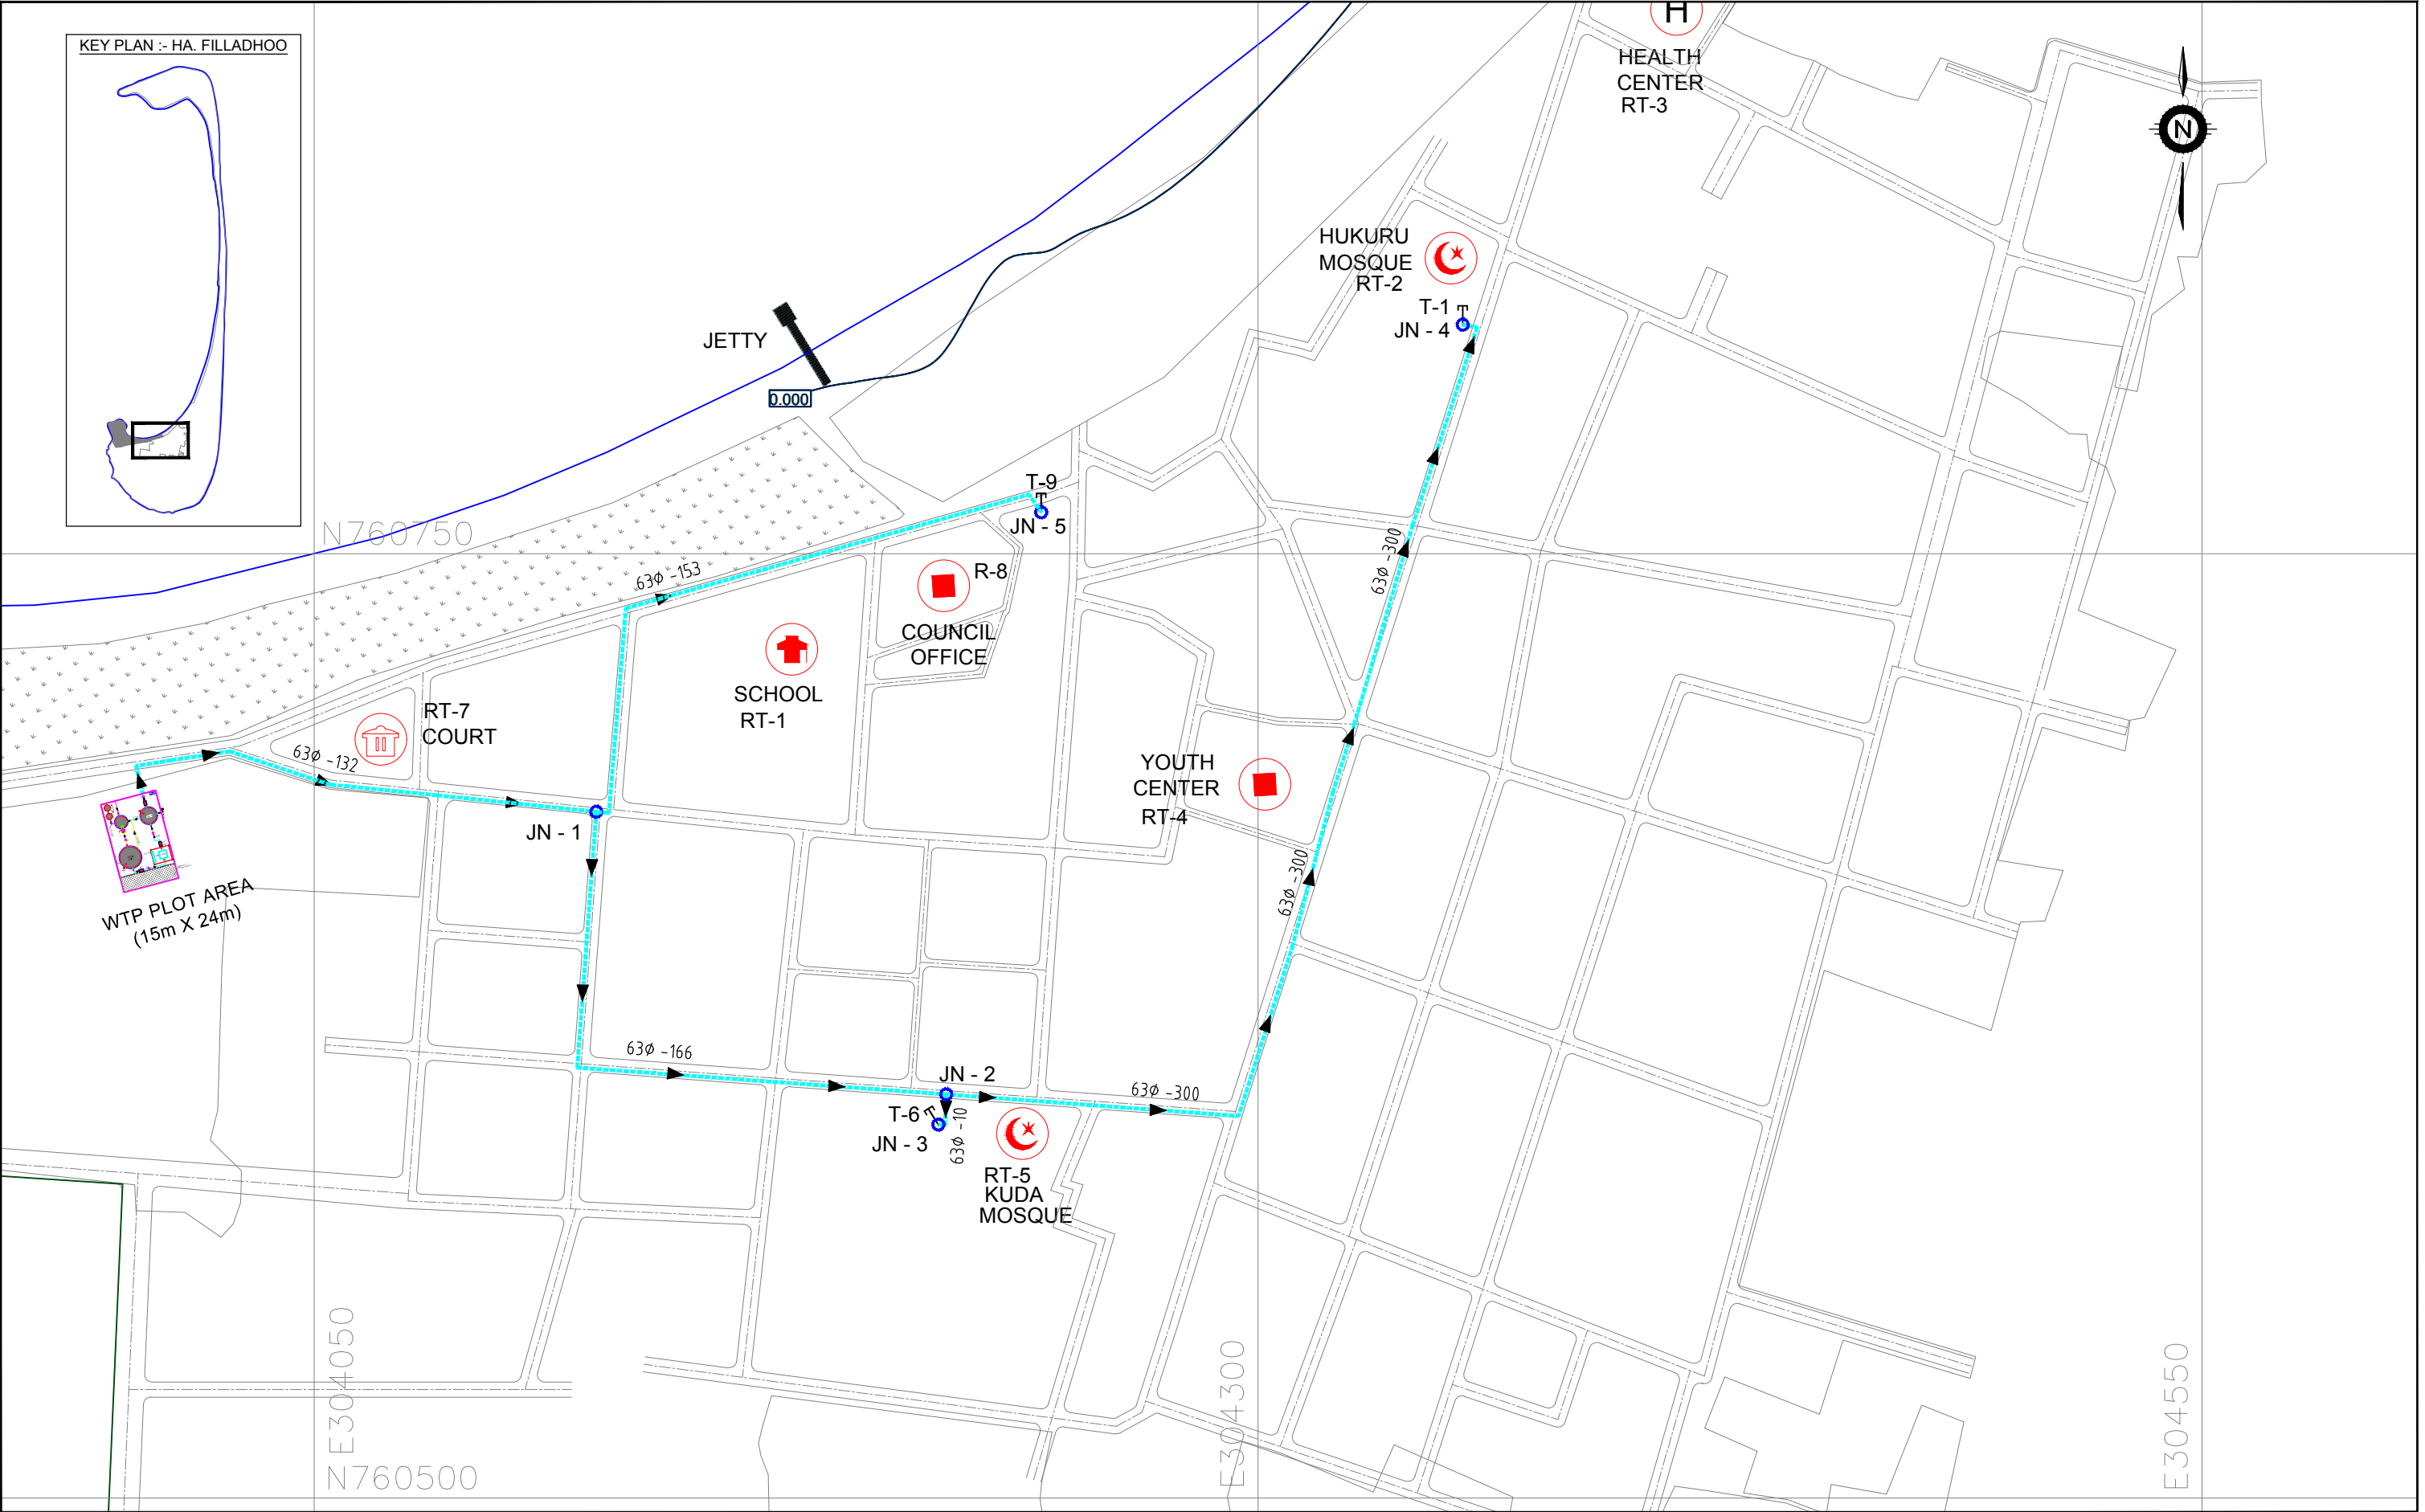 KEY PLAN :- HA. FILLADHOO
H
HEALTH
CENTER
RT-3
N
HUKURU
MOSQUE
RT-2
T-1
JN - 4
JETTY
0.000
T-9
JN - 5
N760750
63Ø -300
63Ø -153
R-8
COUNCIL
OFFICE
SCHOOL
RT-1
RT-7
COURT
63Ø -132
YOUTH
CENTER
RT-4
JN - 1
WTP PLOT AREA
(15m X 24m)
63Ø -300
63Ø -166
JN - 2
63Ø -300
T-6
JN - 3
63Ø -10
RT-5
KUDA
MOSQUE
E304050
E304300
E304550
N760500